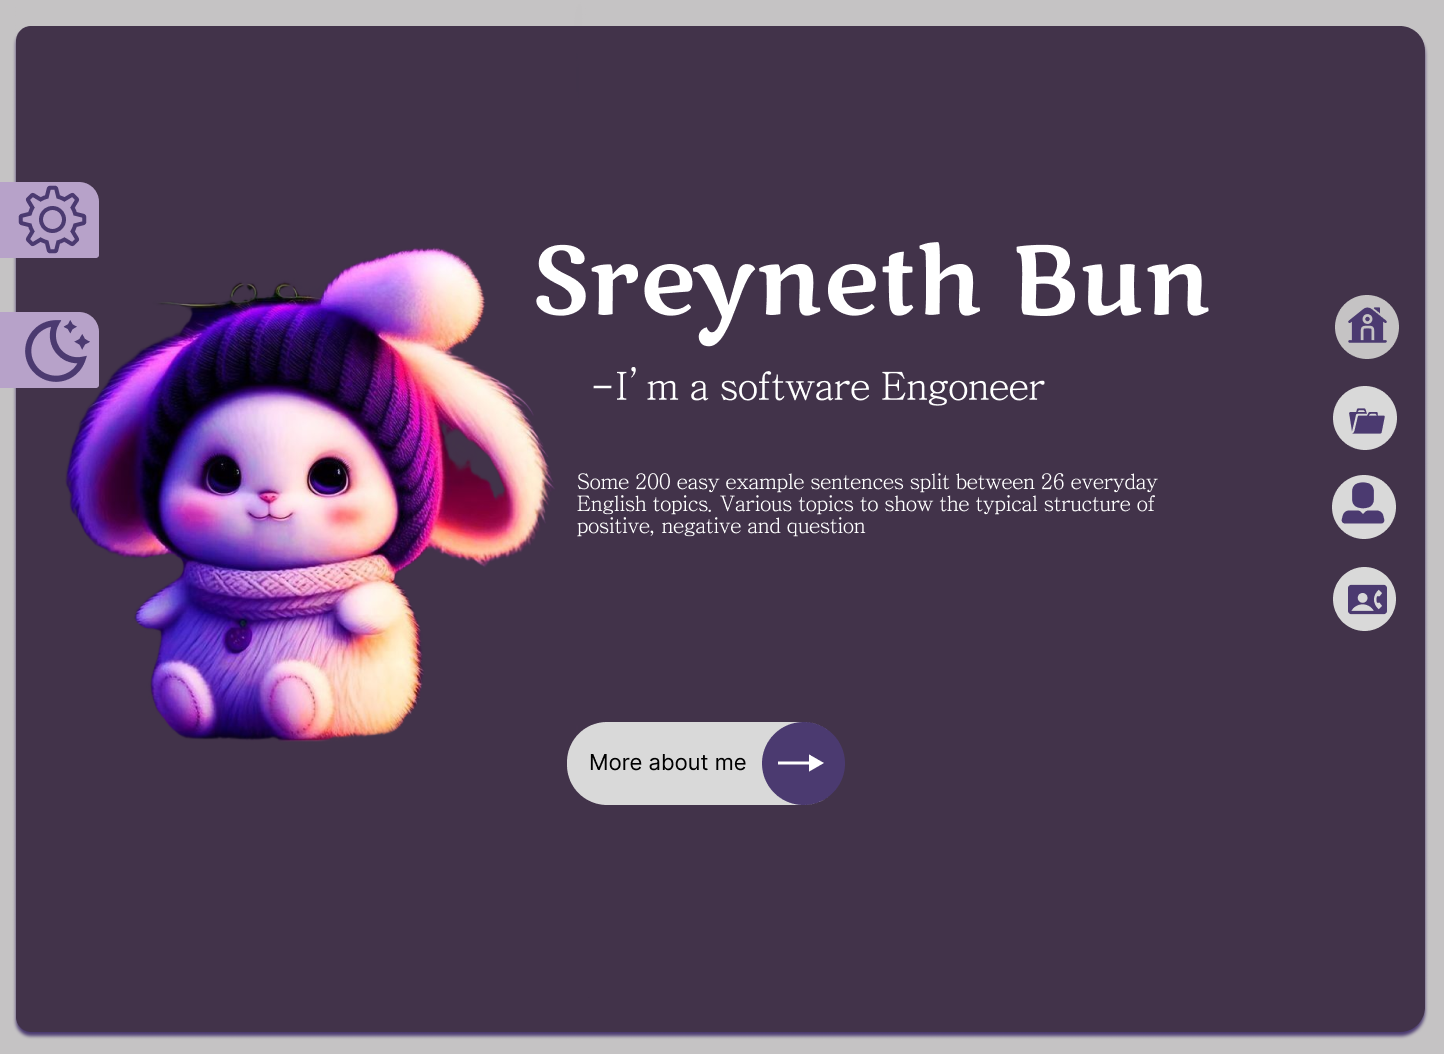 Sreyneth Bun
-I'm a software Engoneer
Some 200 easy example sentences split between 26 everyday
English topics. Various topics to show the typical structure of
positive, negative and question
More about me